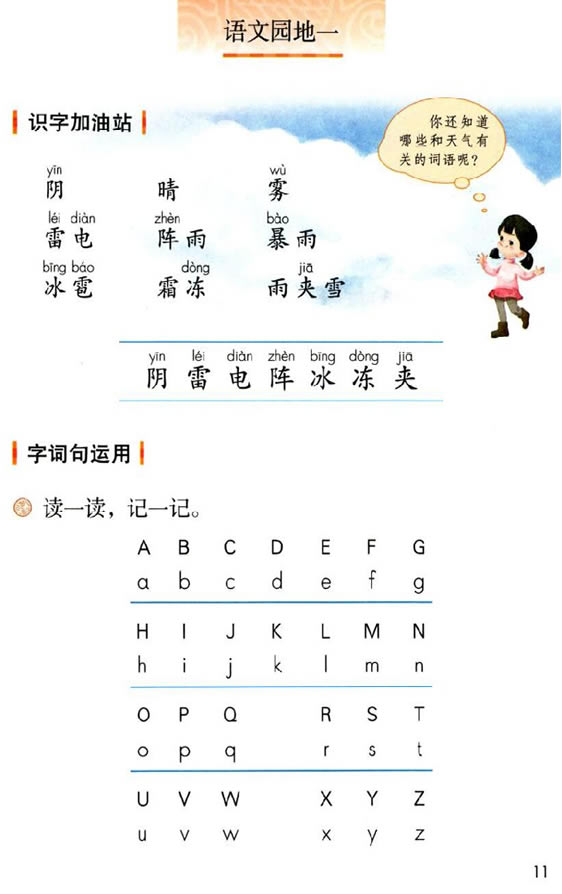 语文园地一
识字加油站
你还知道
哪些和天气有
关的词语呢？
yīn wù
阴 晴 雾
léi diàn zhèn bào
雷电 阵雨 暴雨
bīng báo dòng jiā
冰雹 霜冻 雨夹雪
yīn léi diàn zhèn bīng dòng jiā
阴 雷 电 阵 冰 冻 夹
字词句运用
读一读，记一记。
A B C D E F G
a b c d e f g
H I J K L M N
h i j k l m n
O P Q R S T
o p q r s t
U V W X Y Z
u v w x y z
11